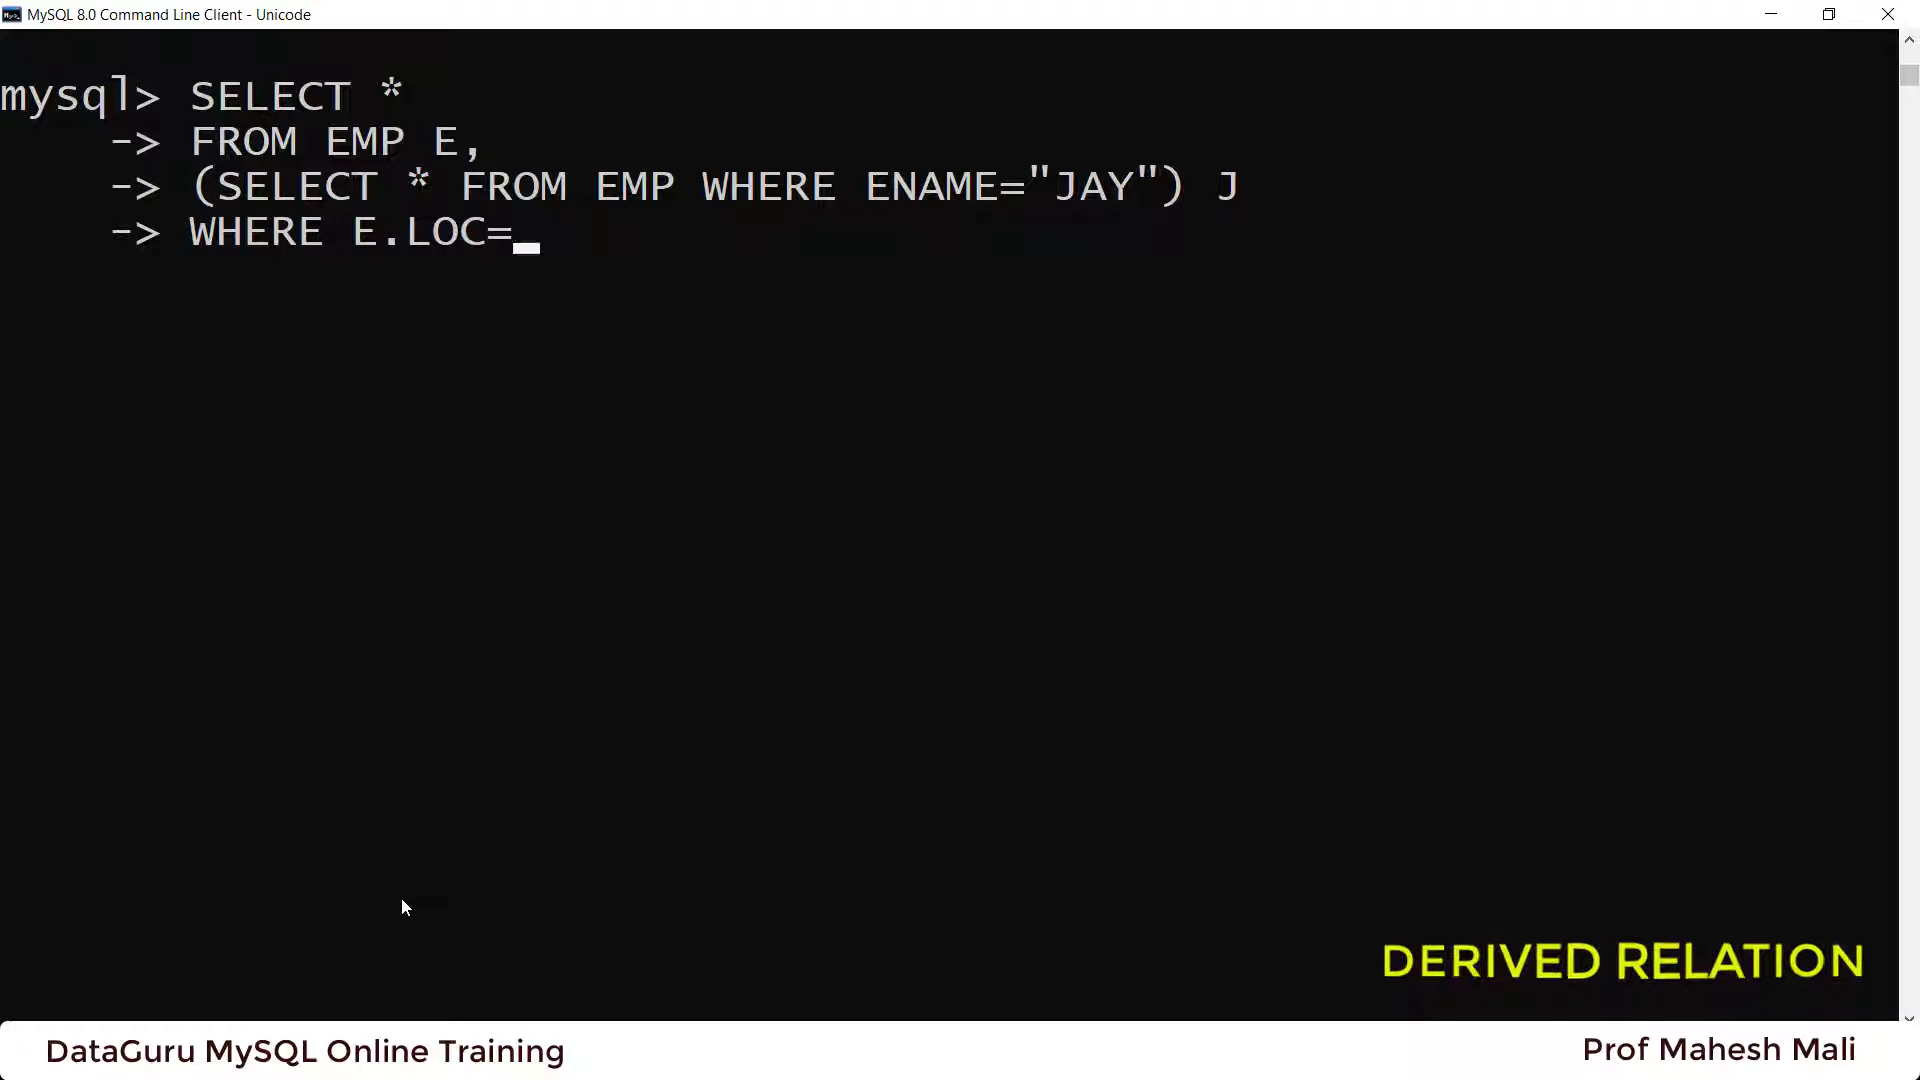 MySQL 8.0 Command Line Client - Unicode
mysql> SELECT *
-> FROM EMP E,
-> (SELECT * FROM EMP WHERE ENAME="JAY") J
-> WHERE E.LOC=_
DERIVED RELATION
DataGuru MySQL Online Training
Prof Mahesh Mali